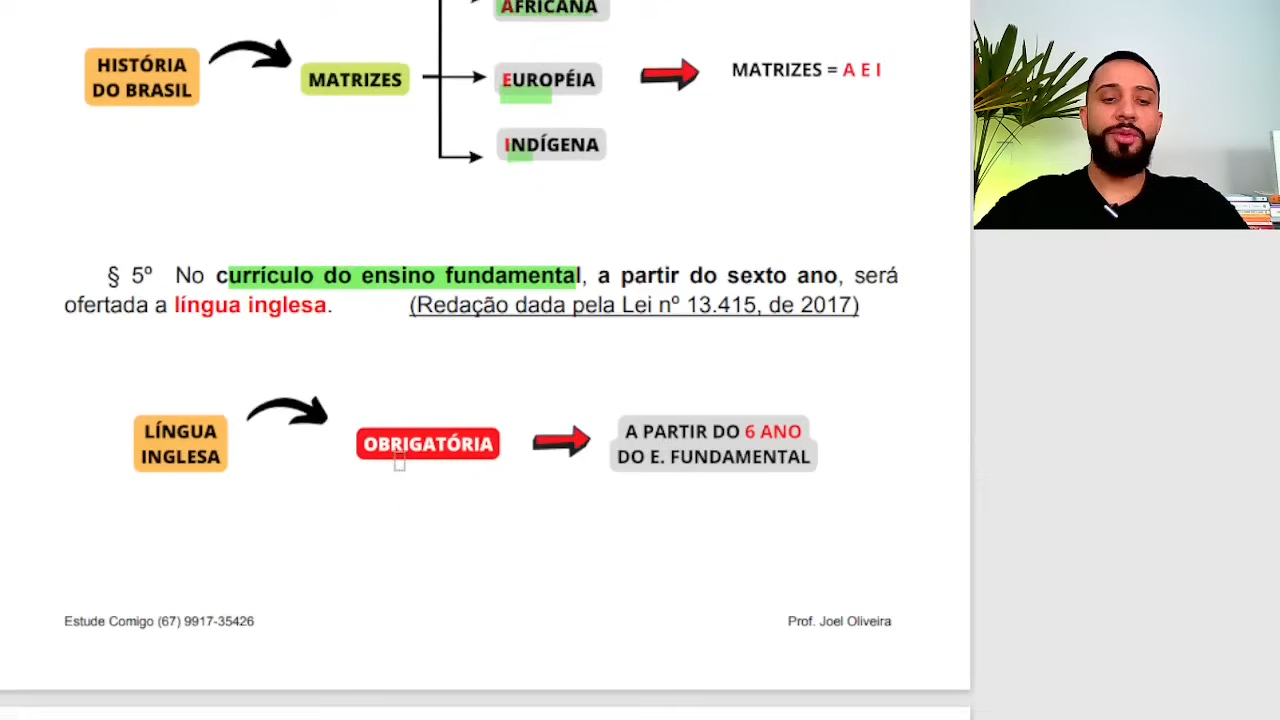 AFRICANA
HISTÓRIA
DO BRASIL
MATRIZES
EUROPÉIA
MATRIZES = A E I
INDÍGENA
§ 5º No currículo do ensino fundamental, a partir do sexto ano, será
ofertada a língua inglesa. (Redação dada pela Lei nº 13.415, de 2017)
LÍNGUA
INGLESA
OBRIGATÓRIA
A PARTIR DO 6 ANO
DO E. FUNDAMENTAL
Estude Comigo (67) 9917-35426
Prof. Joel Oliveira